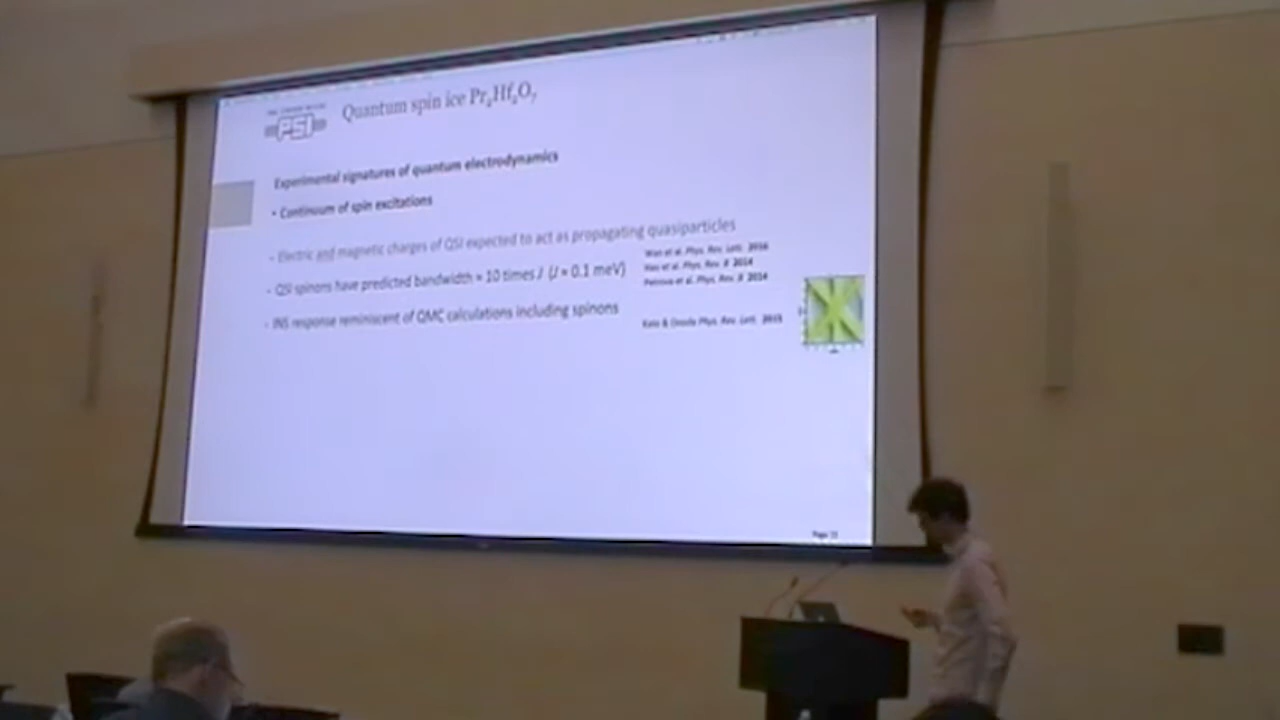 PSI
Quantum spin ice Pr₂Hf₂O₇
Experimental signatures of quantum electrodynamics
• Continuum of spin excitations
- Electric and magnetic charges of QSI expected to act as propagating quasiparticles
Wan et al. Phys. Rev. Lett. 2016
Hao et al. Phys. Rev. B 2014
- QSI spinons have predicted bandwidth ≈ 10 times J (J ≈ 0.1 meV)
Petrova et al. Phys. Rev. B 2014
- INS response reminiscent of QMC calculations including spinons
Kato & Onoda Phys. Rev. Lett. 2015
Page